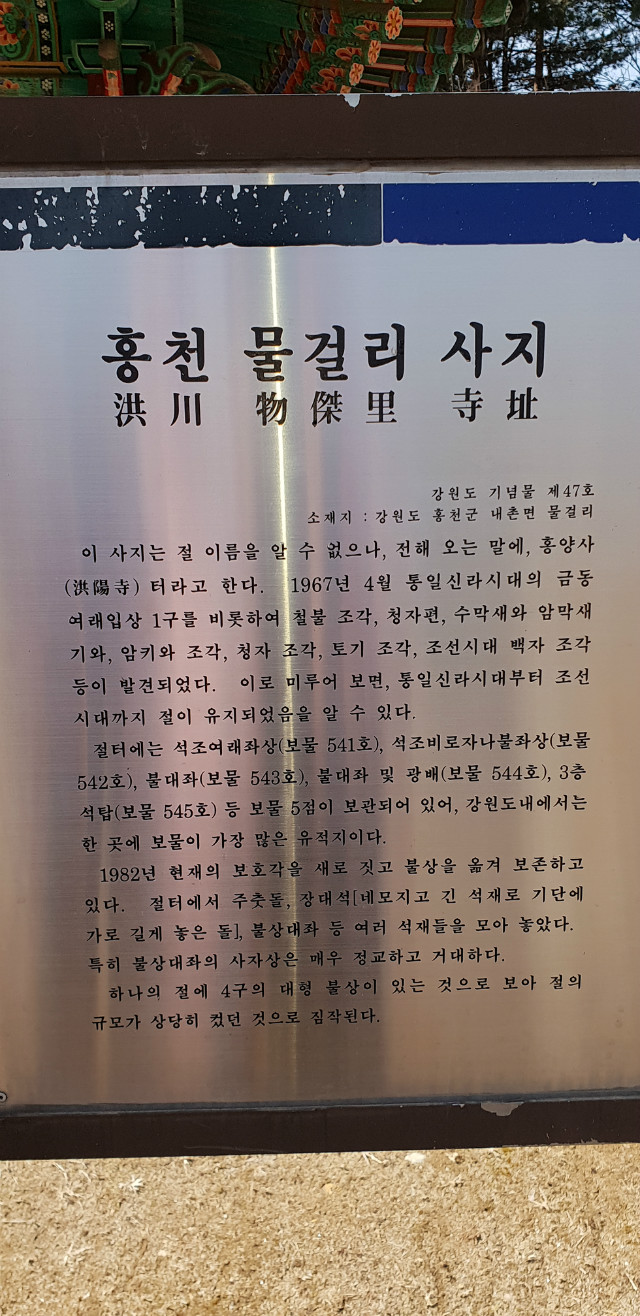 홍천 물걸리 사지
洪川 物傑里 寺址
강원도 기념물 제47호
소재지 : 강원도 홍천군 내촌면 물걸리
이 사지는 절 이름을 알 수 없으나, 전해 오는 말에, 홍양사
(洪陽寺) 터라고 한다. 1967년 4월 통일신라시대의 금동
여래입상 1구를 비롯하여 철불 조각, 청자편, 수막새와 암막새
기와, 암키와 조각, 청자 조각, 토기 조각, 조선시대 백자 조각
등이 발견되었다. 이로 미루어 보면, 통일신라시대부터 조선
시대까지 절이 유지되었음을 알 수 있다.
절터에는 석조여래좌상(보물 541호), 석조비로자나불좌상(보물
542호), 불대좌(보물 543호), 불대좌 및 광배(보물 544호), 3층
석탑(보물 545호) 등 보물 5점이 보관되어 있어, 강원도내에서는
한 곳에 보물이 가장 많은 유적지이다.
1982년 현재의 보호각을 새로 짓고 불상을 옮겨 보존하고
있다. 절터에서 주춧돌, 장대석[네모지고 긴 석재로 기단에
가로 길게 놓은 돌], 불상대좌 등 여러 석재들을 모아 놓았다.
특히 불상대좌의 사자상은 매우 정교하고 거대하다.
하나의 절에 4구의 대형 불상이 있는 것으로 보아 절의
규모가 상당히 컸던 것으로 짐작된다.